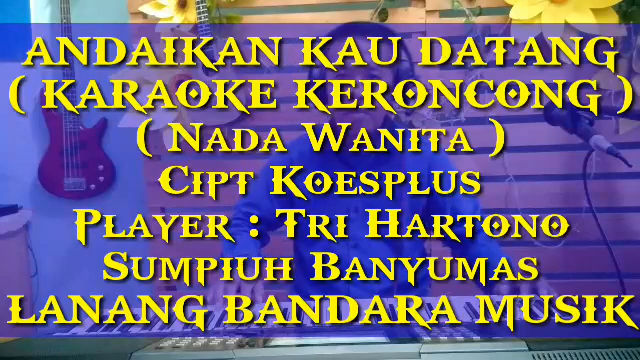 ANDAIKAN KAU DATANG
( KARAOKE KERONCONG )
( NADA WANITA )
CIPT KOESPLUS
PLAYER : TRI HARTONO
SUMPIUH BANYUMAS
LANANG BANDARA MUSIK